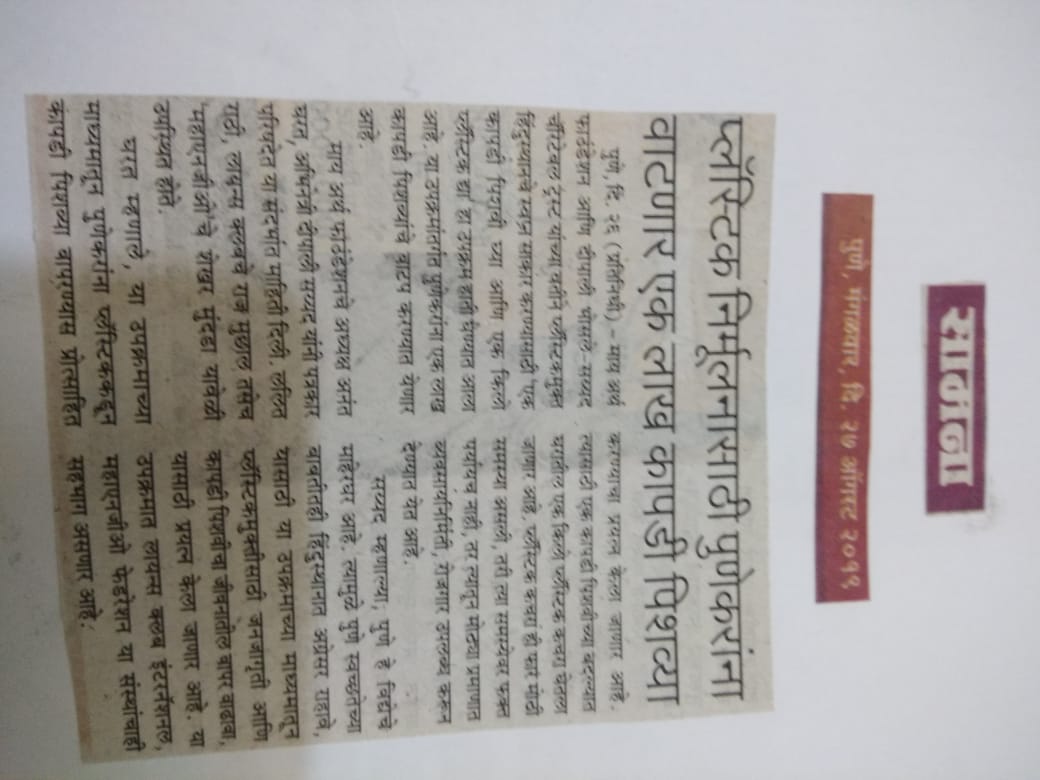 सानंदा
पुणे, मंगळवार, दि. २७ ऑगस्ट २०१९
प्लॅस्टिक निर्मूलनासाठी पुणेकरांना
वाटणार एक लाख कापडी पिशव्या
पुणे, दि. २६ (प्रतिनिधी) – मय अर्थ
फाउंडेशन आणि दीपाली भोसले-सय्यद
चॅरिटेबल ट्रस्ट यांच्या वतीने प्लॅस्टिकमुक्त
हिंदुस्थानचे स्वप्न साकार करण्यासाठी 'एक
कापडी पिशवी घ्या आणि एक किलो
प्लॅस्टिक द्या' हा उपक्रम हाती घेण्यात आला
आहे. या उपक्रमांतर्गत पुणेकरांना एक लाख
कापडी पिशव्यांचे वाटप करण्यात येणार
आहे.
मय अर्थ फाउंडेशनचे अध्यक्ष अनंत
घरत, अभिनेत्री दीपाली सय्यद यांनी पत्रकार
परिषदेत या संदर्भात माहिती दिली. ललित
राठी, लायन्स क्लबचे राज मुछाल तसेच
'महाएनजीओ'चे शेखर मुंदडा यावेळी
उपस्थित होते.
घरत म्हणाले, या उपक्रमाच्या
माध्यमातून पुणेकरांना प्लॅस्टिककडून
कापडी पिशव्या वापरण्यास प्रोत्साहित
करण्याचा प्रयत्न केला जाणार आहे.
त्यासाठी एक कापडी पिशवीच्या बदल्यात
घरातील एक किलो प्लॅस्टिक कचरा घेतला
जाणार आहे. प्लॅस्टिक कचरा ही फार मोठी
समस्या असली, तरी त्या समस्येवर फक्त
पर्यायच नाही, तर त्यातून मोठ्या प्रमाणात
व्यवसायनिर्मिती, रोजगार उपलब्ध करून
देण्यात येत आहे.
सय्यद म्हणाल्या; पुणे हे विद्येचे
माहेरघर आहे. त्यामुळे पुणे स्वच्छतेच्या
बाबतीतही हिंदुस्थानात अग्रेसर राहावे,
यासाठी या उपक्रमाच्या माध्यमातून
प्लॅस्टिकमुक्तीसाठी जनजागृती आणि
कापडी पिशवीचा जीवनातील वापर वाढावा,
यासाठी प्रयत्न केला जाणार आहे. या
उपक्रमात लायन्स क्लब इंटरनॅशनल,
महाएनजीओ फेडरेशन या संस्थांचाही
सहभाग असणार आहे.